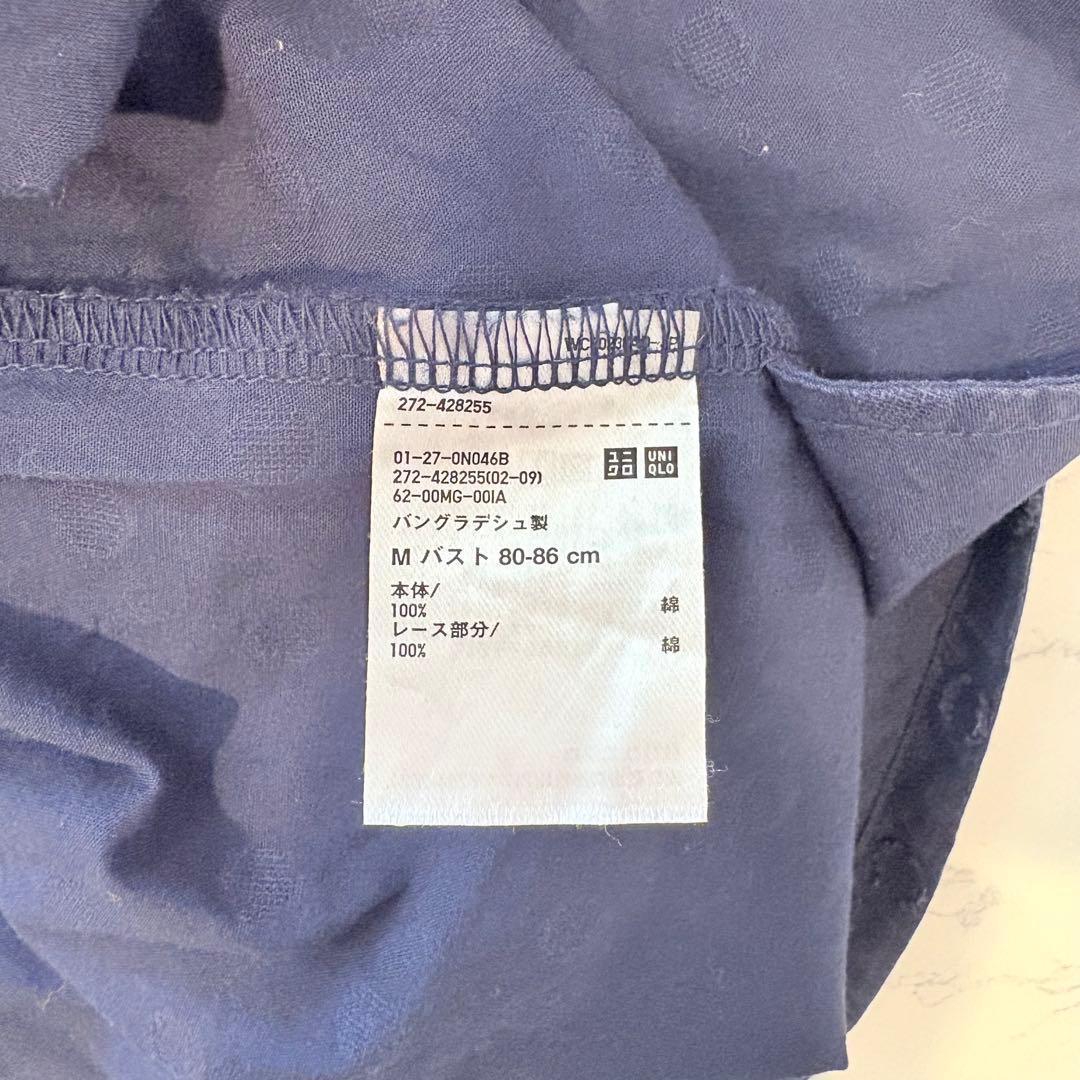 272-428255
01-27-0N046B
ユニクロ UNIQLO
272-428255(02-09)
62-00MG-00IA
バングラデシュ製
M バスト 80-86 cm
本体/
100% 綿
レース部分/
100% 綿